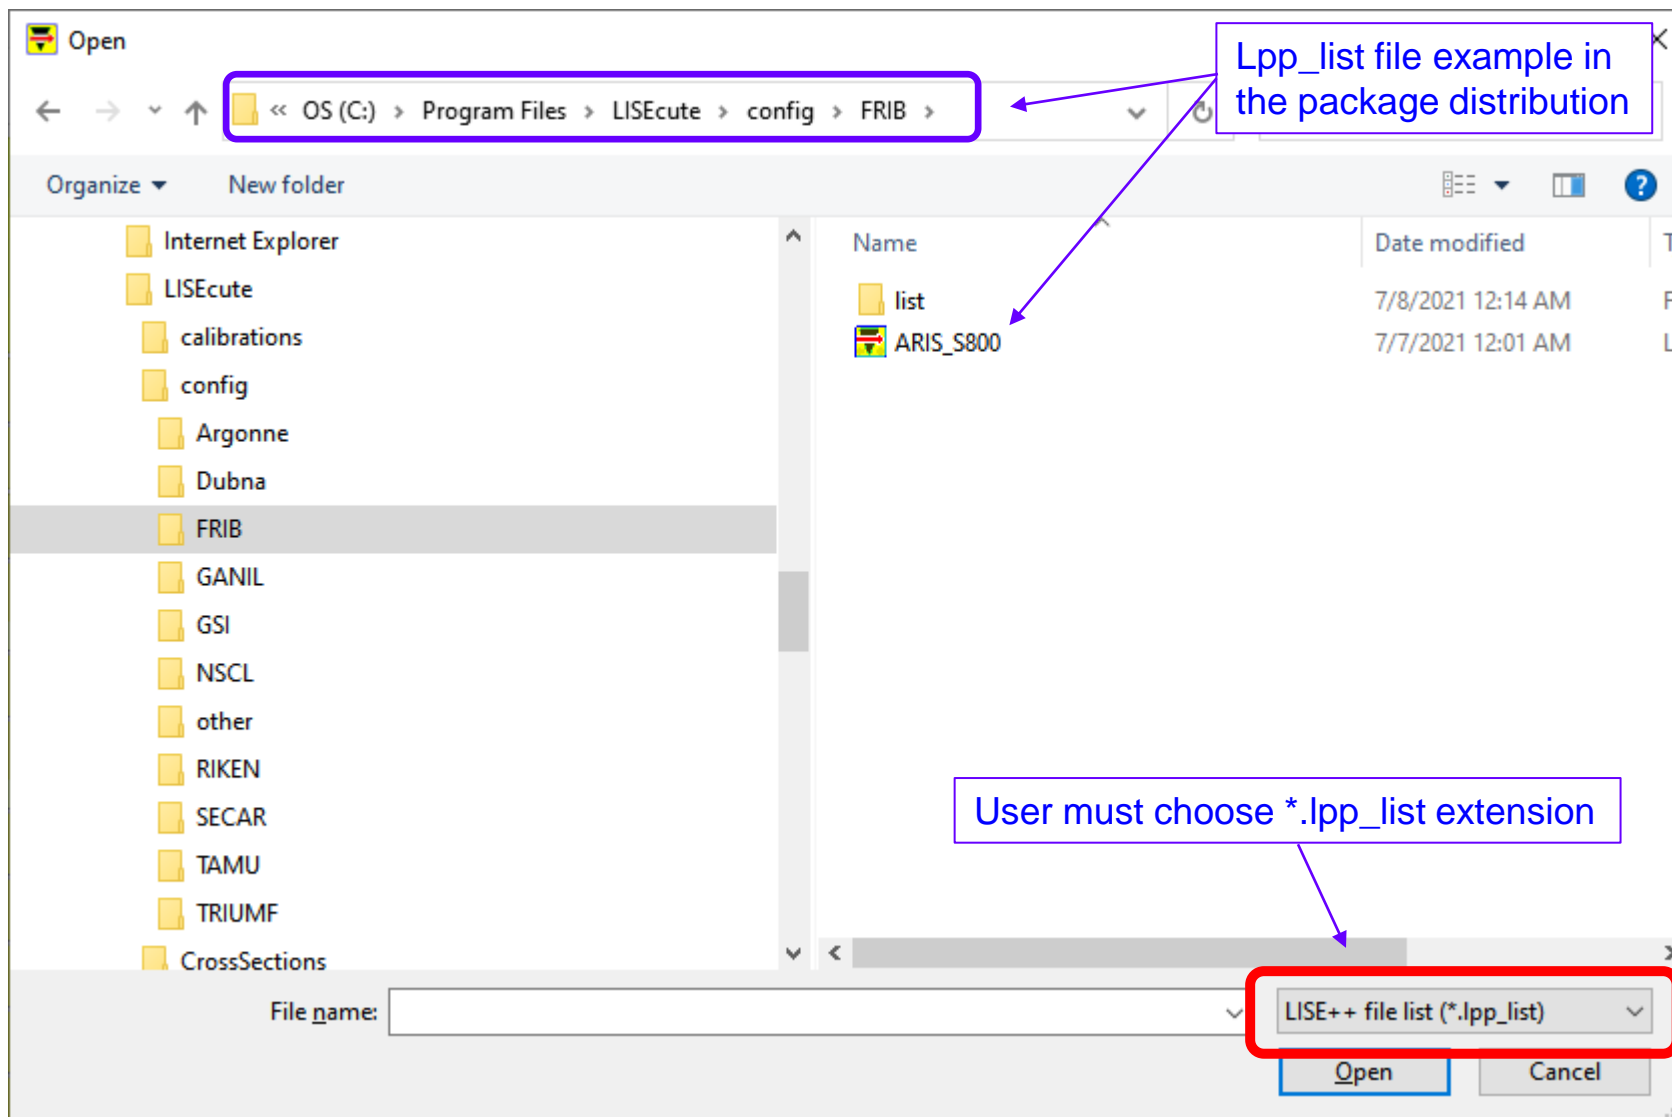 Open
Lpp_list file example in
the package distribution
« OS (C:) > Program Files > LISEcute > config > FRIB >
Organize
New folder
Internet Explorer
LISEcute
calibrations
config
Argonne
Dubna
FRIB
GANIL
GSI
NSCL
other
RIKEN
SECAR
TAMU
TRIUMF
CrossSections
Name Date modified
list 7/8/2021 12:14 AM
ARIS_S800 7/7/2021 12:01 AM
User must choose *.lpp_list extension
File name:
LISE++ file list (*.lpp_list)
Open
Cancel